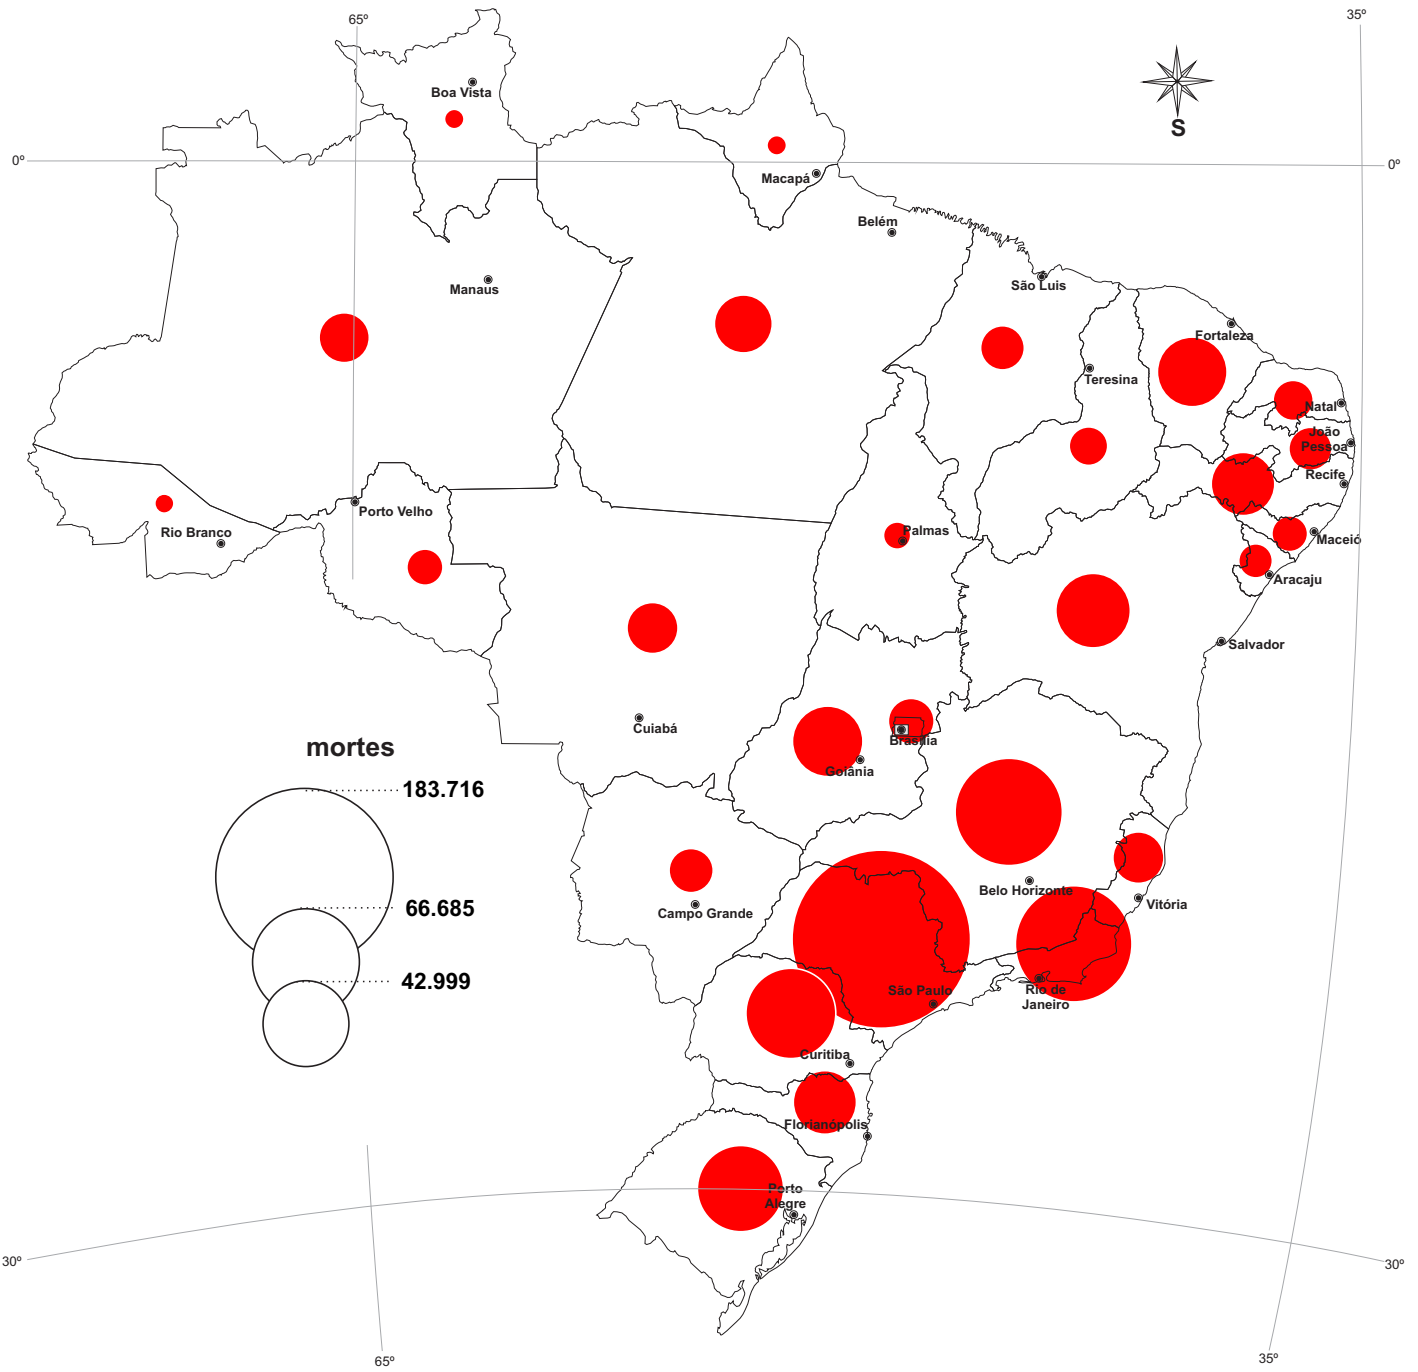 65º
35º
Boa Vista
S
0º
0º
Macapá
Belém
São Luis
Manaus
Fortaleza
Teresina
Natal
João
Pessoa
Recife
Porto Velho
Rio Branco
Palmas
Maceió
Aracaju
Salvador
Cuiabá
Brasília
Goiânia
mortes
183.716
66.685
42.999
Belo Horizonte
Vitória
Campo Grande
São Paulo
Rio de
Janeiro
Curitiba
Florianópolis
Porto
Alegre
30º
30º
65º
35º